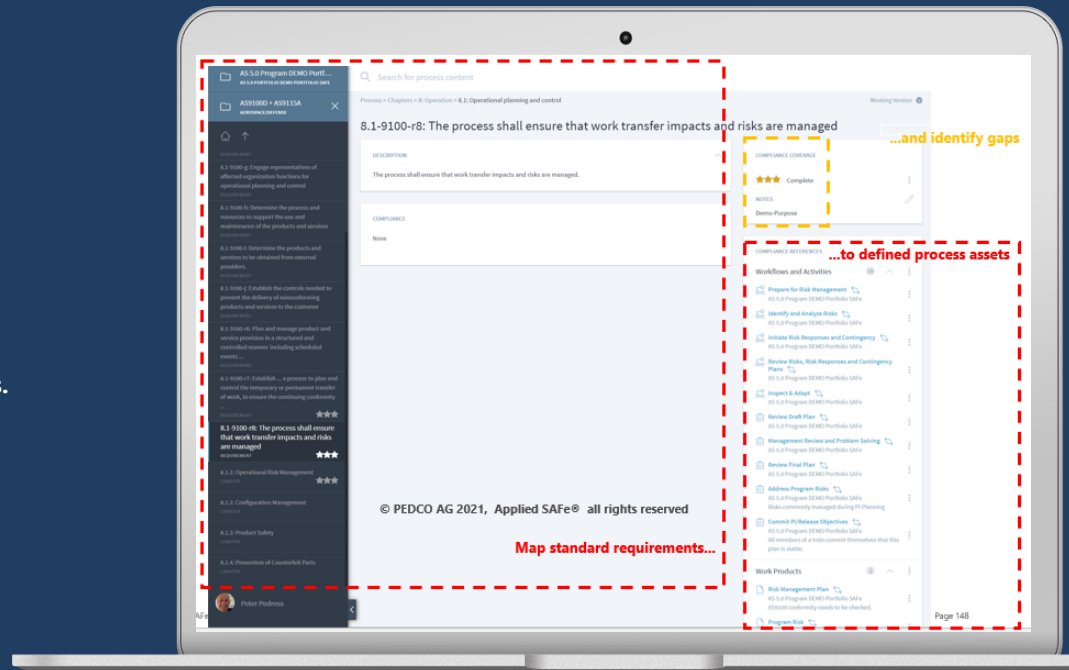 s.
AS 5.0 Program DEMO Portf...
AS 5.0 PORTFOLIO DEMO PORTFOLIO SAFE
AS9100D + AS9115A
AEROSPACE/DEFENSE
REQUIREMENT
8.1-9100-g: Engage representatives of
affected organization functions for
operational planning and control
REQUIREMENT
8.1-9100-h: Determine the process and
resources to support the use and
maintenance of the products and services
REQUIREMENT
8.1-9100-i: Determine the products and
services to be obtained from external
providers.
REQUIREMENT
8.1-9100-j: Establish the controls needed to
prevent the delivery of nonconforming
products and services to the customer
REQUIREMENT
8.1-9100-r6: Plan and manage product and
service provision in a structured and
controlled manner including scheduled
events...
REQUIREMENT
8.1-9100-r7: Establish ... a process to plan and
control the temporary or permanent transfer
of work, to ensure the continuing conformity
...
REQUIREMENT
8.1-9100-r8: The process shall ensure
that work transfer impacts and risks
are managed
REQUIREMENT
8.1.1: Operational Risk Management
CHAPTER
8.1.2: Configuration Management
CHAPTER
8.1.3: Product Safety
CHAPTER
8.1.4: Prevention of Counterfeit Parts
CHAPTER
Peter Pedross
Search for process content
Process > Chapters > 8: Operation > 8.1: Operational planning and control
Working Version
8.1-9100-r8: The process shall ensure that work transfer impacts and risks are managed
...and identify gaps
DESCRIPTION
The process shall ensure that work transfer impacts and risks are managed.
COMPLIANCE
None
COMPLIANCE COVERAGE
Complete
NOTES
Demo-Purpose
COMPLIANCE REFERENCES
...to defined process assets
Workflows and Activities
Prepare for Risk Management
AS 5.0 Program DEMO Portfolio SAFe
Identify and Analyse Risks
AS 5.0 Program DEMO Portfolio SAFe
Initiate Risk Responses and Contingency
AS 5.0 Program DEMO Portfolio SAFe
Review Risks, Risk Responses and Contingency
Plans
AS 5.0 Program DEMO Portfolio SAFe
Inspect & Adapt
AS 5.0 Program DEMO Portfolio SAFe
Review Draft Plan
AS 5.0 Program DEMO Portfolio SAFe
Management Review and Problem Solving
AS 5.0 Program DEMO Portfolio SAFe
Review Final Plan
AS 5.0 Program DEMO Portfolio SAFe
Address Program Risks
AS 5.0 Program DEMO Portfolio SAFe
Risks commonly managed during PI Planning
Commit PI/Release Objectives
AS 5.0 Program DEMO Portfolio SAFe
All members of a train commit themselves that this
plan is viable.
Work Products
Risk Management Plan
AS 5.0 Program DEMO Portfolio SAFe
AS9100 conformity needs to be checked.
Program Risk
© PEDCO AG 2021, Applied SAFe® all rights reserved
Map standard requirements...
AFe
Page 148